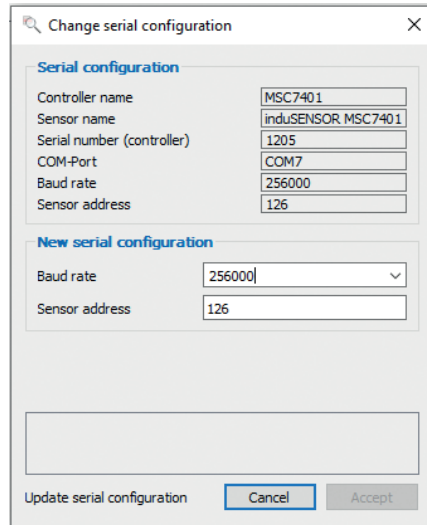 Change serial configuration
Serial configuration
Controller name MSC7401
Sensor name induSENSOR MSC7401
Serial number (controller) 1205
COM-Port COM7
Baud rate 256000
Sensor address 126
New serial configuration
Baud rate 256000
Sensor address 126
Update serial configuration Cancel Accept